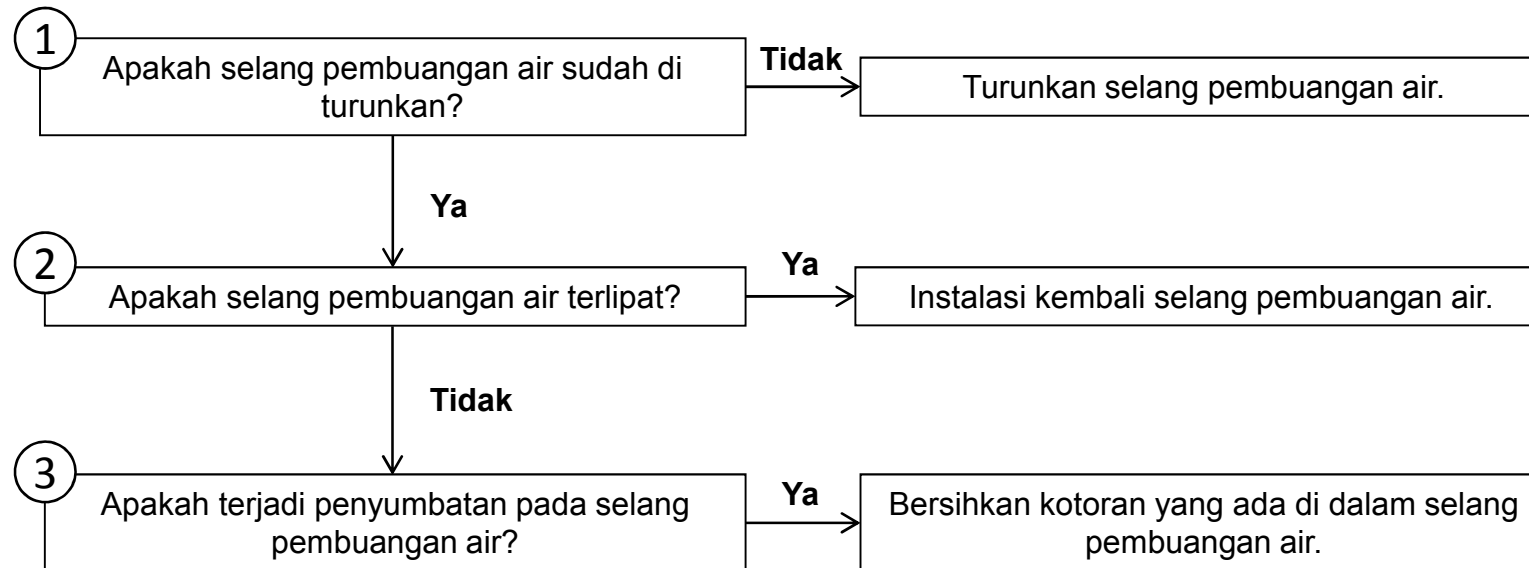 1
Apakah selang pembuangan air sudah di
turunkan?
Tidak
Turunkan selang pembuangan air.
Ya
2
Apakah selang pembuangan air terlipat?
Ya
Instalasi kembali selang pembuangan air.
Tidak
3
Apakah terjadi penyumbatan pada selang
pembuangan air?
Ya
Bersihkan kotoran yang ada di dalam selang
pembuangan air.